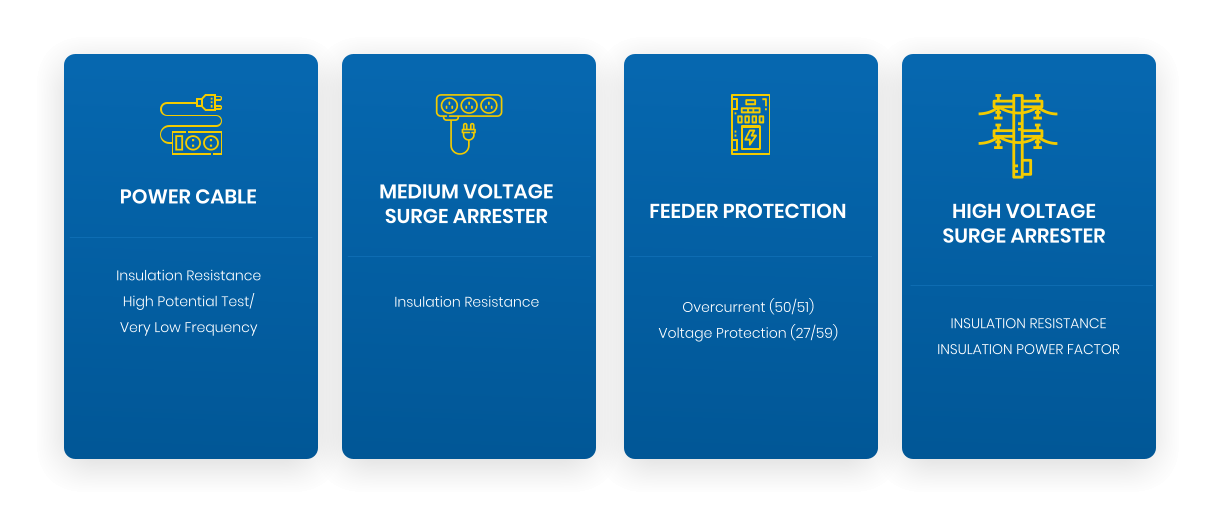 POWER CABLE
Insulation Resistance
High Potential Test/
Very Low Frequency
MEDIUM VOLTAGE
SURGE ARRESTER
Insulation Resistance
FEEDER PROTECTION
Overcurrent (50/51)
Voltage Protection (27/59)
HIGH VOLTAGE
SURGE ARRESTER
INSULATION RESISTANCE
INSULATION POWER FACTOR